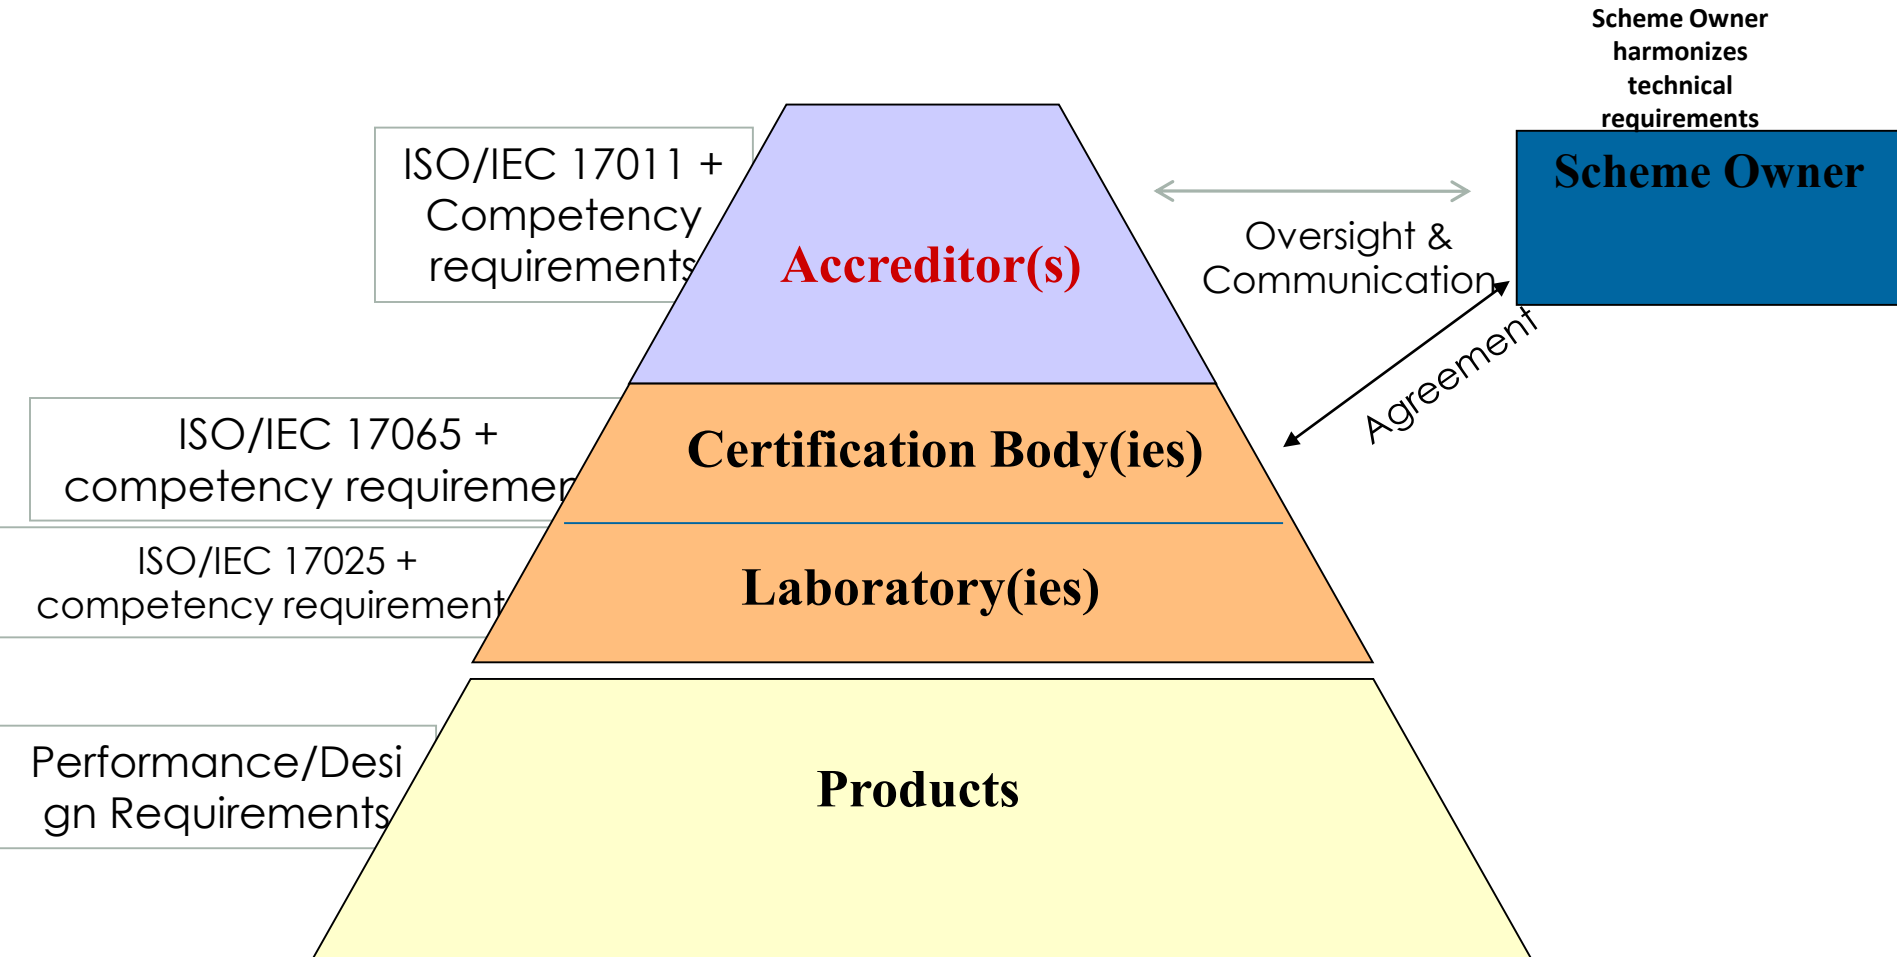 Scheme Owner
harmonizes
technical
requirements
Scheme Owner
ISO/IEC 17011 +
Competency
requirements
Accreditor(s)
Oversight &
Communication
Agreement
ISO/IEC 17065 +
competency requiremen
Certification Body(ies)
ISO/IEC 17025 +
competency requirement
Laboratory(ies)
Performance/Desi
gn Requirements
Products